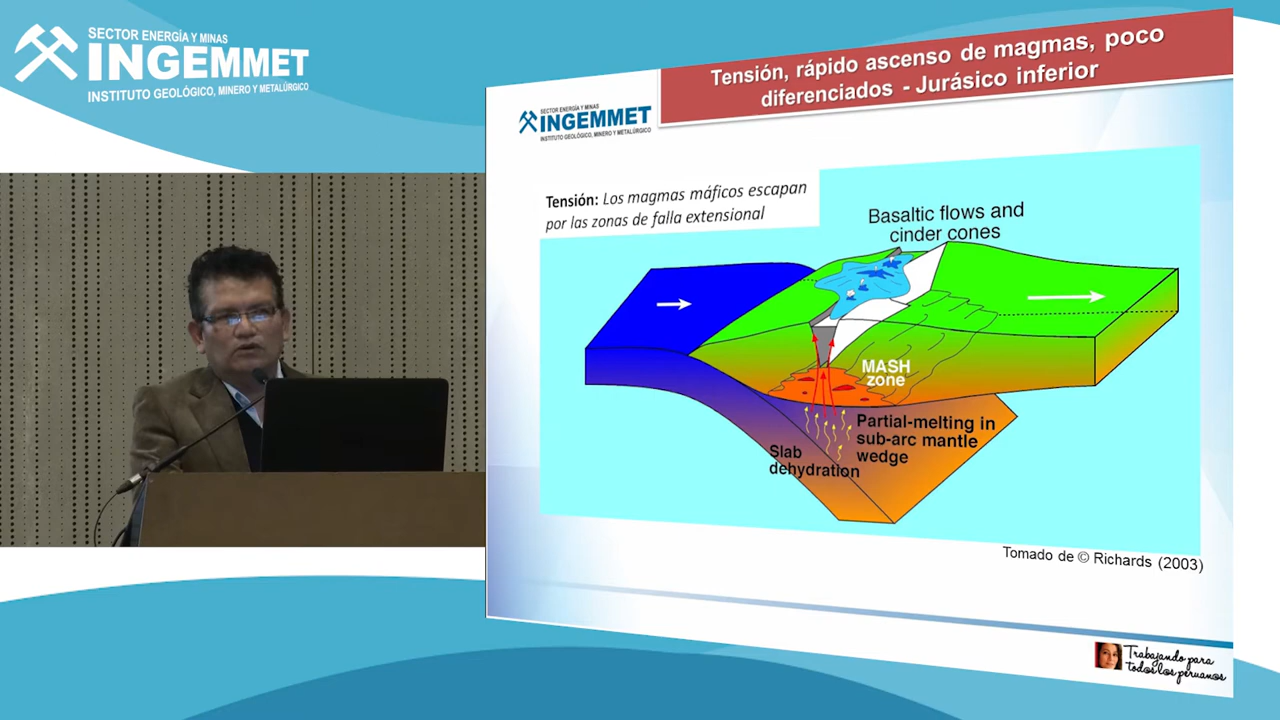 SECTOR ENERGÍA Y MINAS
INGEMMET
INSTITUTO GEOLÓGICO, MINERO Y METALÚRGICO
Tensión, rápido ascenso de magmas, poco
diferenciados - Jurásico inferior
SECTOR ENERGÍA Y MINAS
INGEMMET
INSTITUTO GEOLÓGICO, MINERO Y METALÚRGICO
Tensión: Los magmas máficos escapan
por las zonas de falla extensional
Basaltic flows and
cinder cones
MASH
zone
Partial-melting in
sub-arc mantle
wedge
Slab
dehydration
Tomado de © Richards (2003)
Trabajando para
todos los peruanos